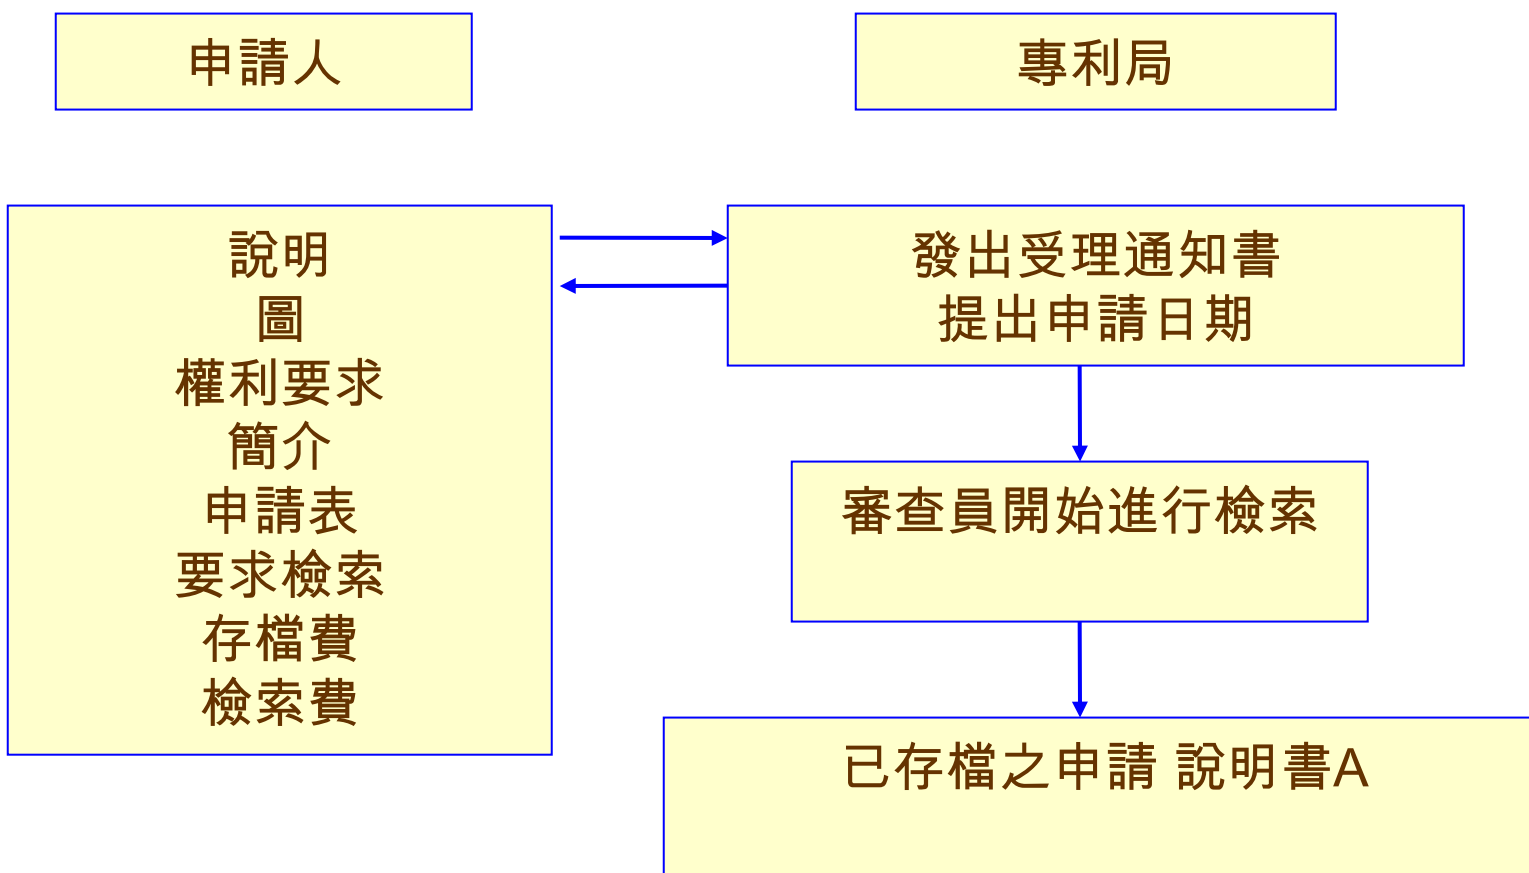 申請人
專利局
說明
圖
權利要求
簡介
申請表
要求檢索
存檔費
檢索費
發出受理通知書
提出申請日期
審查員開始進行檢索
已存檔之申請 說明書A